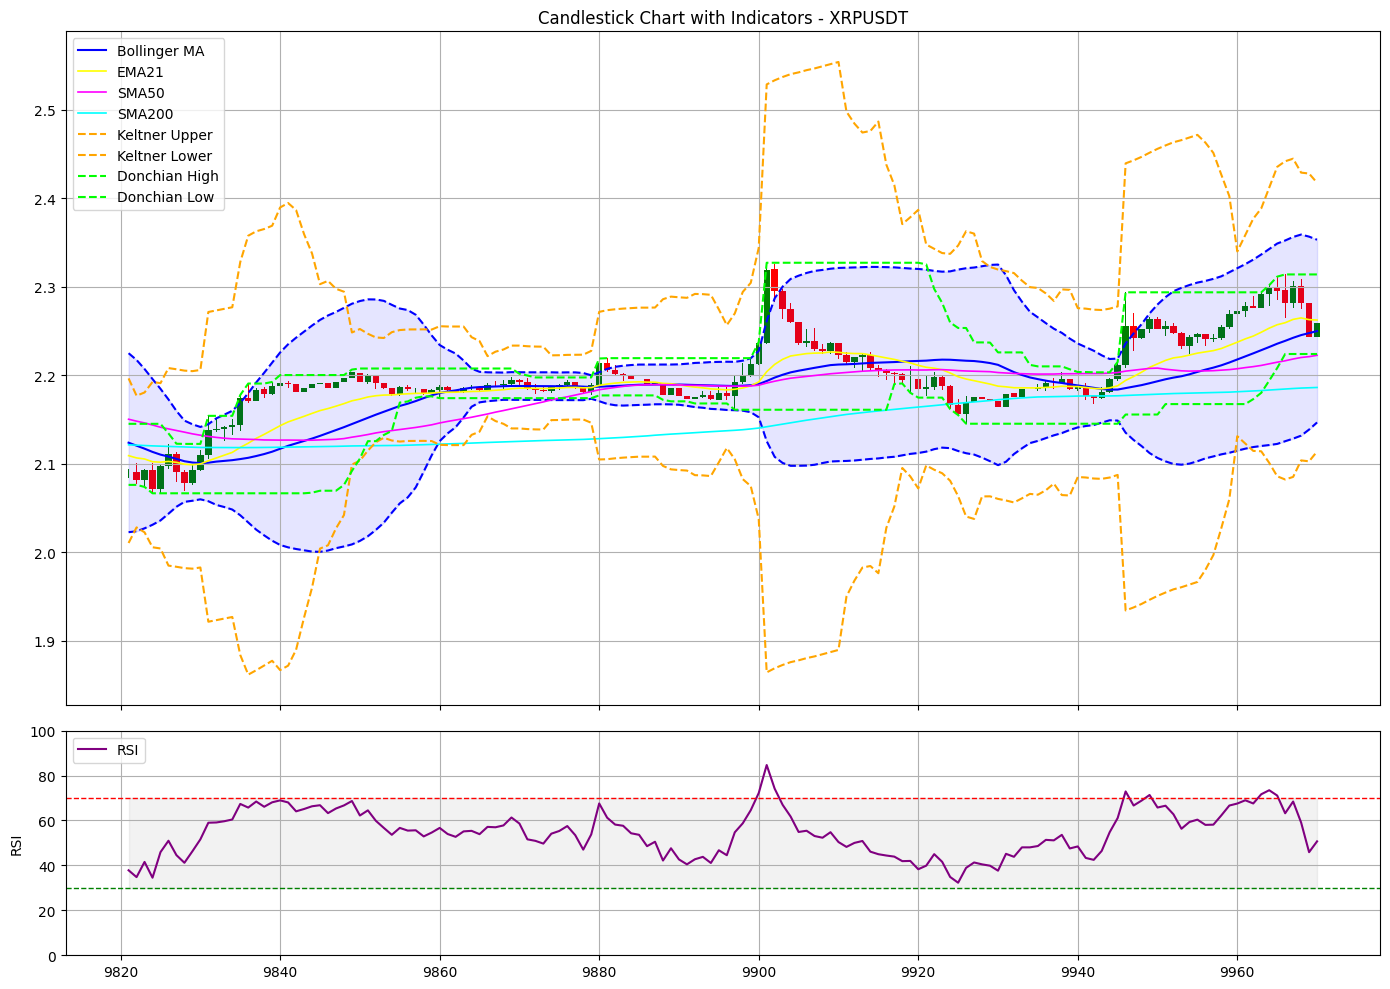 Candlestick Chart with Indicators - XRPUSDT
Bollinger MA
EMA21
SMA50
SMA200
Keltner Upper
Keltner Lower
Donchian High
Donchian Low
2.5
2.4
2.3
2.2
2.1
2.0
1.9
RSI
100
80
60
40
20
0
RSI
9820 9840 9860 9880 9900 9920 9940 9960